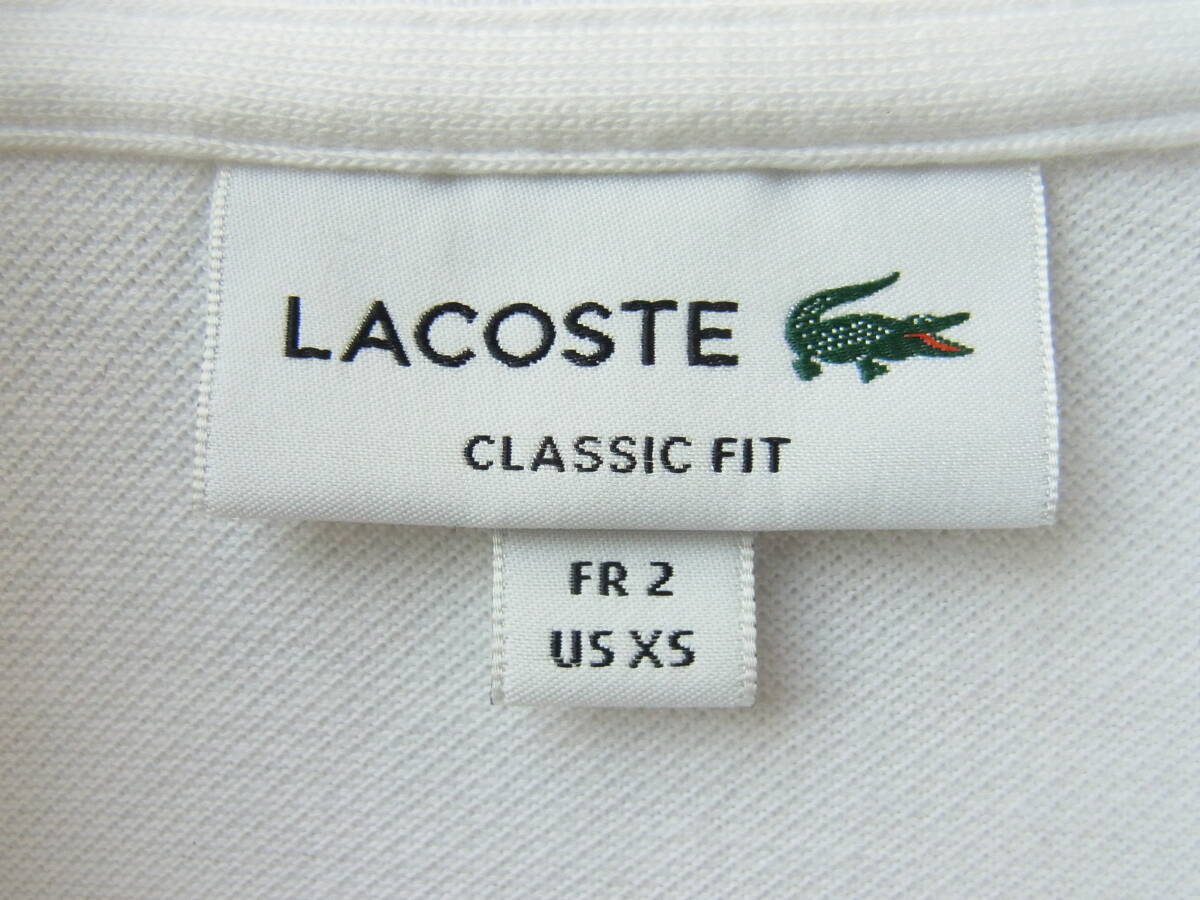 LACOSTE
CLASSIC FIT
FR 2
US XS